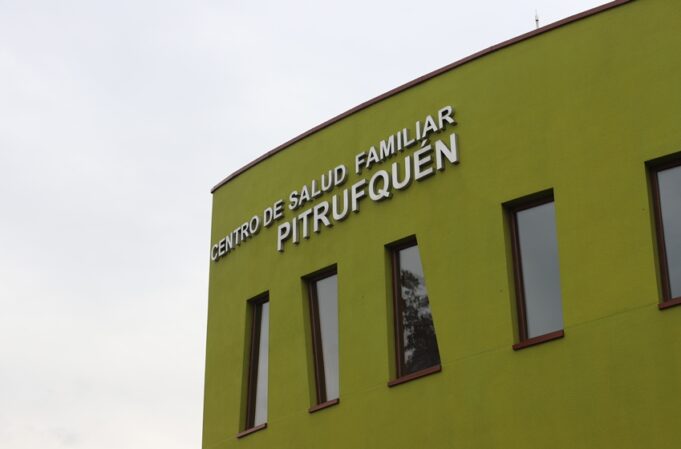 CENTRO DE SALUD FAMILIAR
PITRUFQUÉN